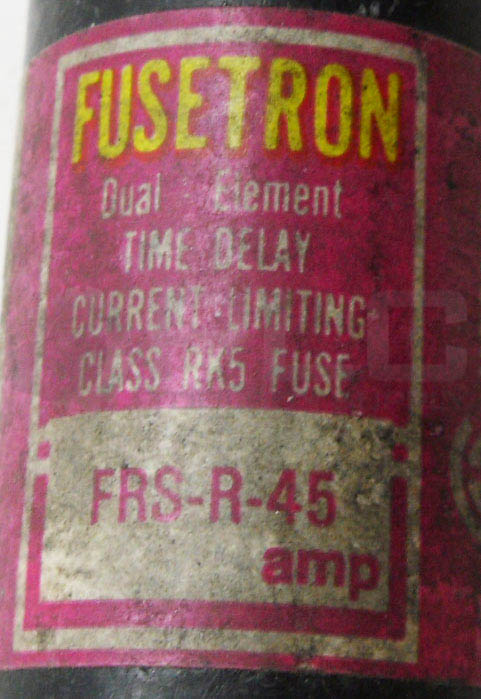 FUSETRON
Dual - Element
TIME DELAY
CURRENT-LIMITING
CLASS RK5 FUSE
FRS-R-45
amp